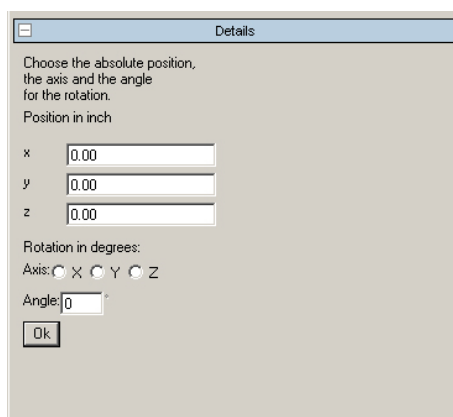 Details
Choose the absolute position,
the axis and the angle
for the rotation.
Position in inch
x 0.00
y 0.00
z 0.00
Rotation in degrees:
Axis: X Y Z
Angle: 0 °
Ok